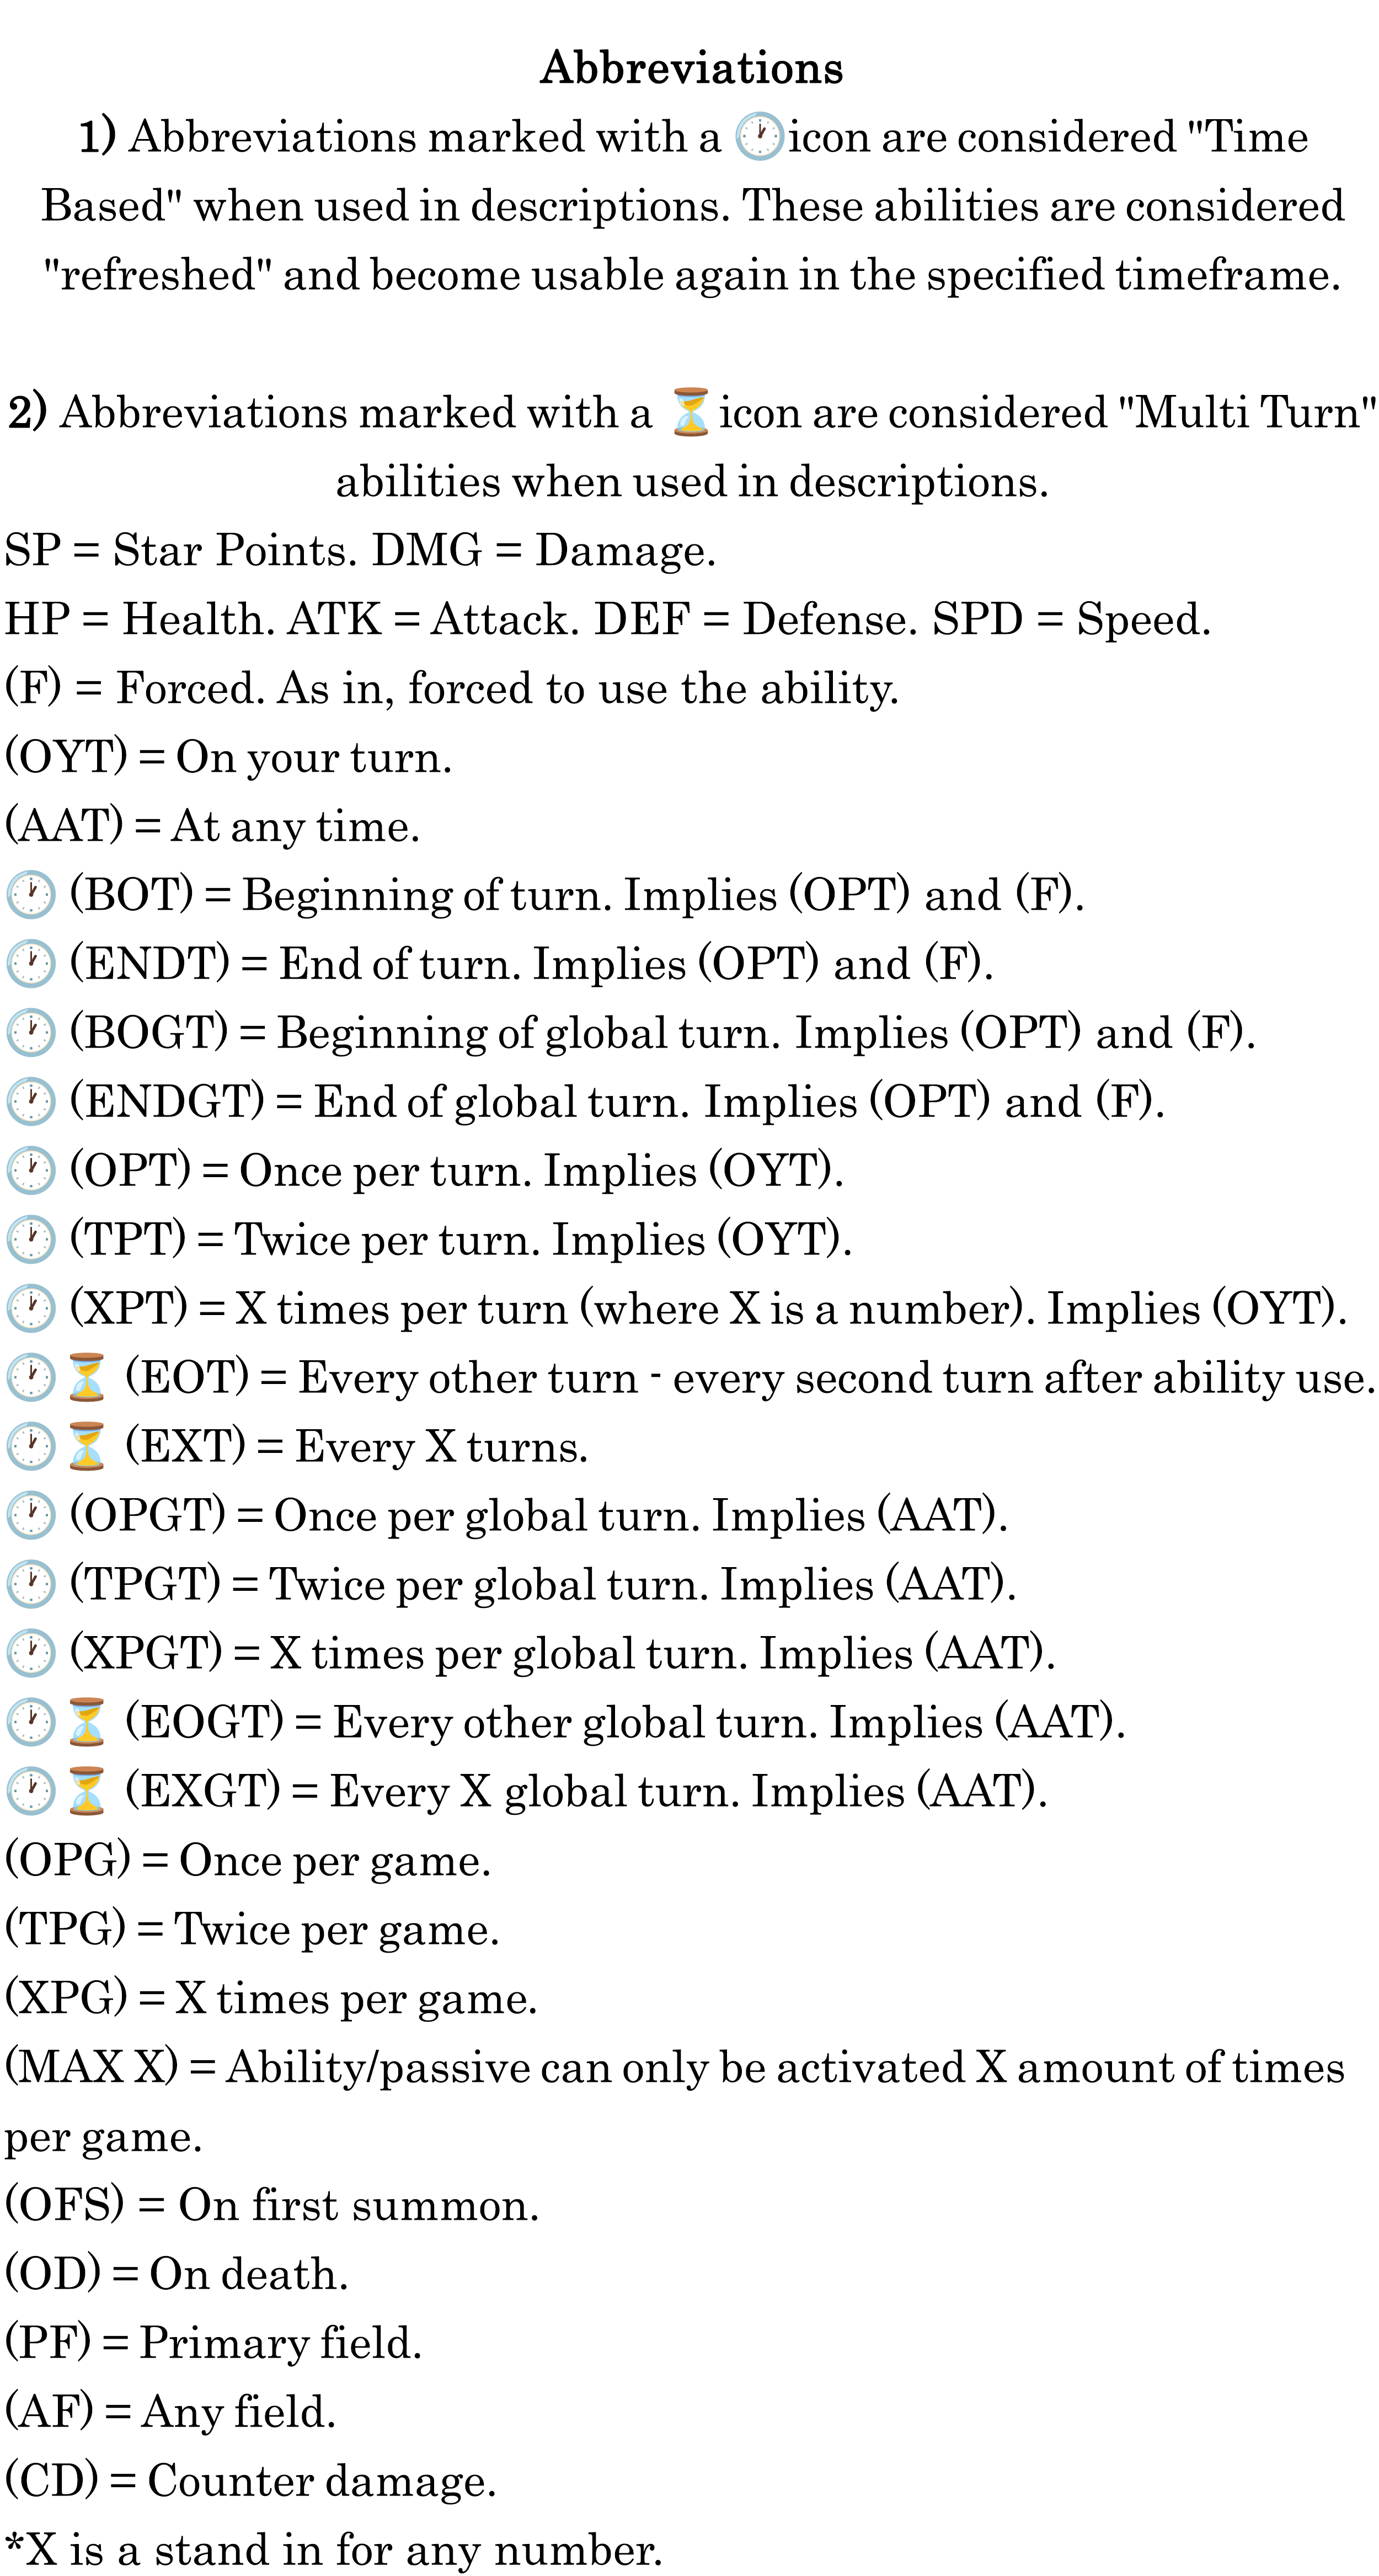 Abbreviations
1) Abbreviations marked with a 🕐icon are considered "Time
Based" when used in descriptions. These abilities are considered
"refreshed" and become usable again in the specified timeframe.
2) Abbreviations marked with a ⏳icon are considered "Multi Turn"
abilities when used in descriptions.
SP = Star Points. DMG = Damage.
HP = Health. ATK = Attack. DEF = Defense. SPD = Speed.
(F) = Forced. As in, forced to use the ability.
(OYT) = On your turn.
(AAT) = At any time.
🕐 (BOT) = Beginning of turn. Implies (OPT) and (F).
🕐 (ENDT) = End of turn. Implies (OPT) and (F).
🕐 (BOGT) = Beginning of global turn. Implies (OPT) and (F).
🕐 (ENDGT) = End of global turn. Implies (OPT) and (F).
🕐 (OPT) = Once per turn. Implies (OYT).
🕐 (TPT) = Twice per turn. Implies (OYT).
🕐 (XPT) = X times per turn (where X is a number). Implies (OYT).
🕐⏳ (EOT) = Every other turn - every second turn after ability use.
🕐⏳ (EXT) = Every X turns.
🕐 (OPGT) = Once per global turn. Implies (AAT).
🕐 (TPGT) = Twice per global turn. Implies (AAT).
🕐 (XPGT) = X times per global turn. Implies (AAT).
🕐⏳ (EOGT) = Every other global turn. Implies (AAT).
🕐⏳ (EXGT) = Every X global turn. Implies (AAT).
(OPG) = Once per game.
(TPG) = Twice per game.
(XPG) = X times per game.
(MAX X) = Ability/passive can only be activated X amount of times
per game.
(OFS) = On first summon.
(OD) = On death.
(PF) = Primary field.
(AF) = Any field.
(CD) = Counter damage.
*X is a stand in for any number.